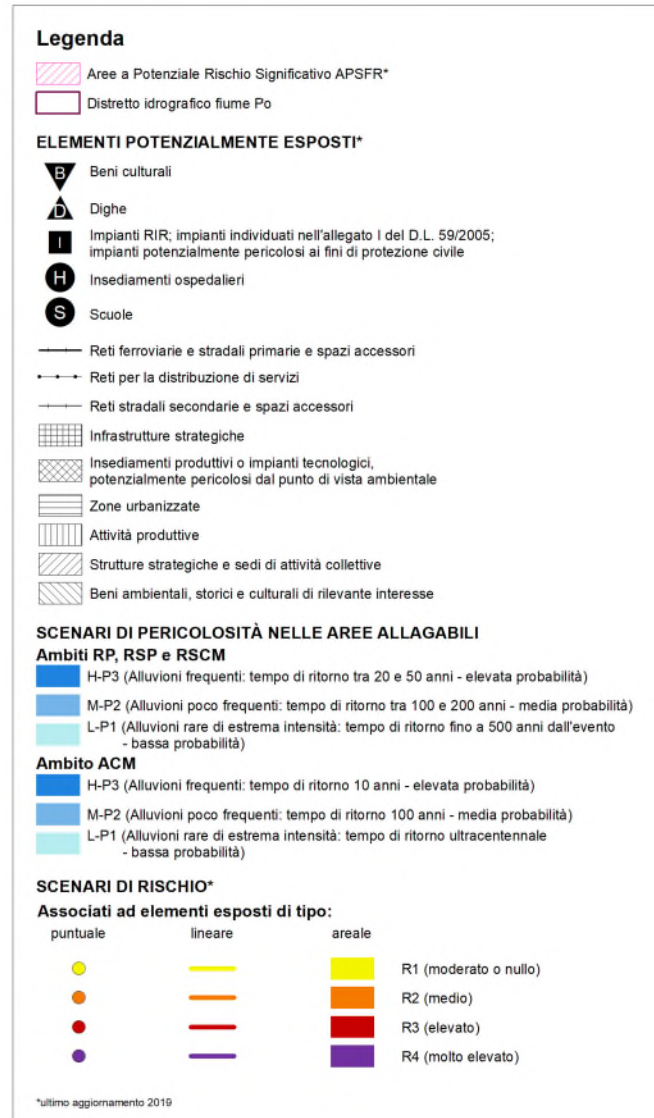 Legenda
Aree a Potenziale Rischio Significativo APSFR*
Distretto idrografico fiume Po
ELEMENTI POTENZIALMENTE ESPOSTI*
B Beni culturali
D Dighe
I Impianti RIR; impianti individuati nell'allegato I del D.L. 59/2005;
impianti potenzialmente pericolosi ai fini di protezione civile
H Insediamenti ospedalieri
S Scuole
Reti ferroviarie e stradali primarie e spazi accessori
Reti per la distribuzione di servizi
Reti stradali secondarie e spazi accessori
Infrastrutture strategiche
Insediamenti produttivi o impianti tecnologici,
potenzialmente pericolosi dal punto di vista ambientale
Zone urbanizzate
Attività produttive
Strutture strategiche e sedi di attività collettive
Beni ambientali, storici e culturali di rilevante interesse
SCENARI DI PERICOLOSITÀ NELLE AREE ALLAGABILI
Ambiti RP, RSP e RSCM
H-P3 (Alluvioni frequenti: tempo di ritorno tra 20 e 50 anni - elevata probabilità)
M-P2 (Alluvioni poco frequenti: tempo di ritorno tra 100 e 200 anni - media probabilità)
L-P1 (Alluvioni rare di estrema intensità: tempo di ritorno fino a 500 anni dall'evento
- bassa probabilità)
Ambito ACM
H-P3 (Alluvioni frequenti: tempo di ritorno 10 anni - elevata probabilità)
M-P2 (Alluvioni poco frequenti: tempo di ritorno 100 anni - media probabilità)
L-P1 (Alluvioni rare di estrema intensità: tempo di ritorno ultracentennale
- bassa probabilità)
SCENARI DI RISCHIO*
Associati ad elementi esposti di tipo:
puntuale lineare areale
R1 (moderato o nullo)
R2 (medio)
R3 (elevato)
R4 (molto elevato)
*ultimo aggiornamento 2019